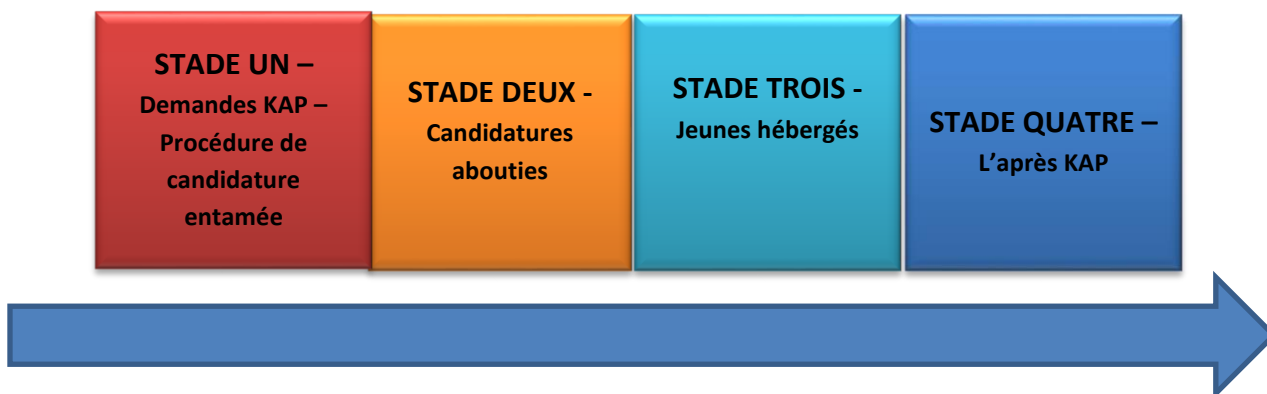 STADE UN –
Demandes KAP –
Procédure de
candidature
entamée
STADE DEUX -
Candidatures
abouties
STADE TROIS -
Jeunes hébergés
STADE QUATRE –
L’après KAP